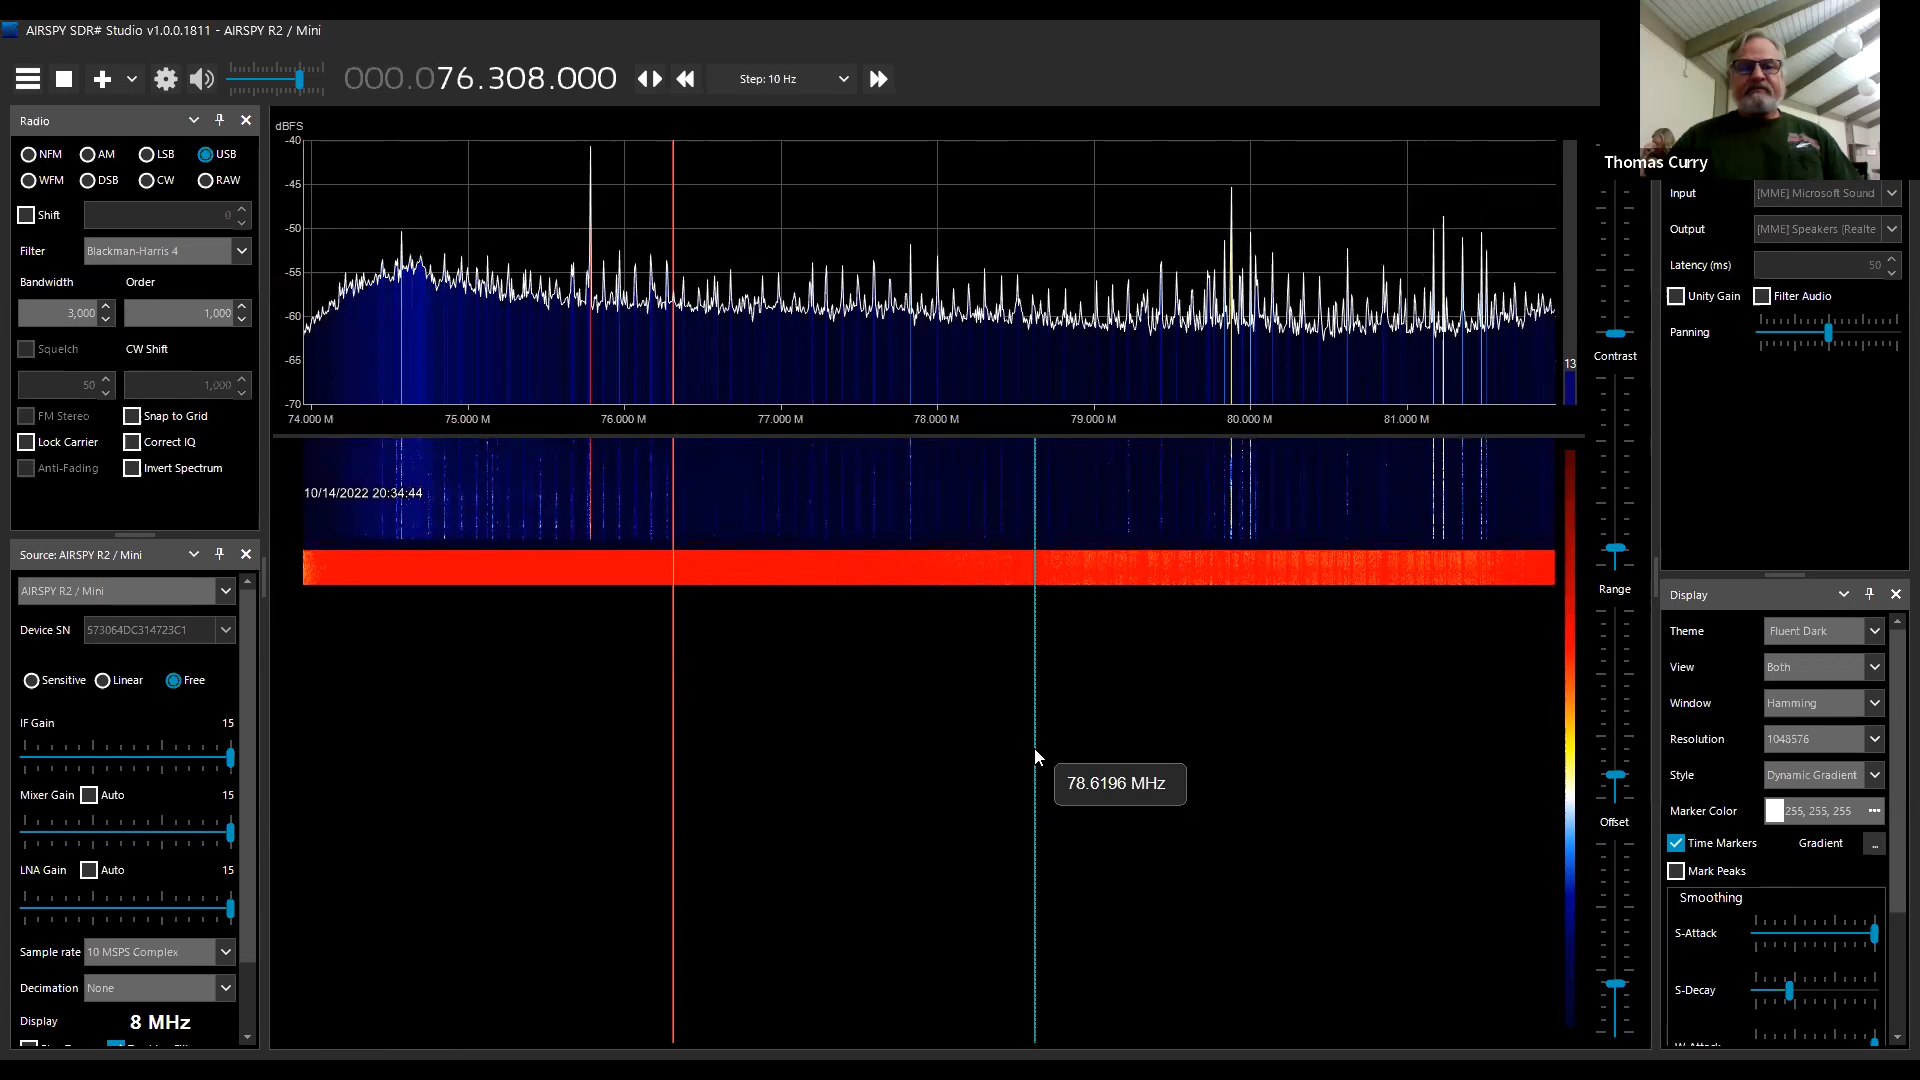 AIRSPY SDR# Studio v1.0.0.1811 - AIRSPY R2 / Mini
000.076.308.000
Step: 10 Hz
Thomas Curry
Radio
NFM AM LSB USB
WFM DSB CW RAW
Shift 0
Filter Blackman-Harris 4
Bandwidth Order
3,000 1,000
Squelch CW Shift
50 1,000
FM Stereo Snap to Grid
Lock Carrier Correct IQ
Anti-Fading Invert Spectrum
Source: AIRSPY R2 / Mini
AIRSPY R2 / Mini
Device SN 573064DC314723C1
Sensitive Linear Free
IF Gain 15
Mixer Gain Auto 15
LNA Gain Auto 15
Sample rate 10 MSPS Complex
Decimation None
Display 8 MHz
dBFS
-40
-45
-50
-55
-60
-65
-70
13
74.000 M 75.000 M 76.000 M 77.000 M 78.000 M 79.000 M 80.000 M 81.000 M
10/14/2022 20:34:44
78.6196 MHz
Contrast
Range
Offset
Input [MME] Microsoft Sound
Output [MME] Speakers (Realte
Latency (ms) 50
Unity Gain Filter Audio
Panning
Display
Theme Fluent Dark
View Both
Window Hamming
Resolution 1048576
Style Dynamic Gradient
Marker Color 255, 255, 255 •••
Time Markers Gradient ...
Mark Peaks
Smoothing
S-Attack
S-Decay